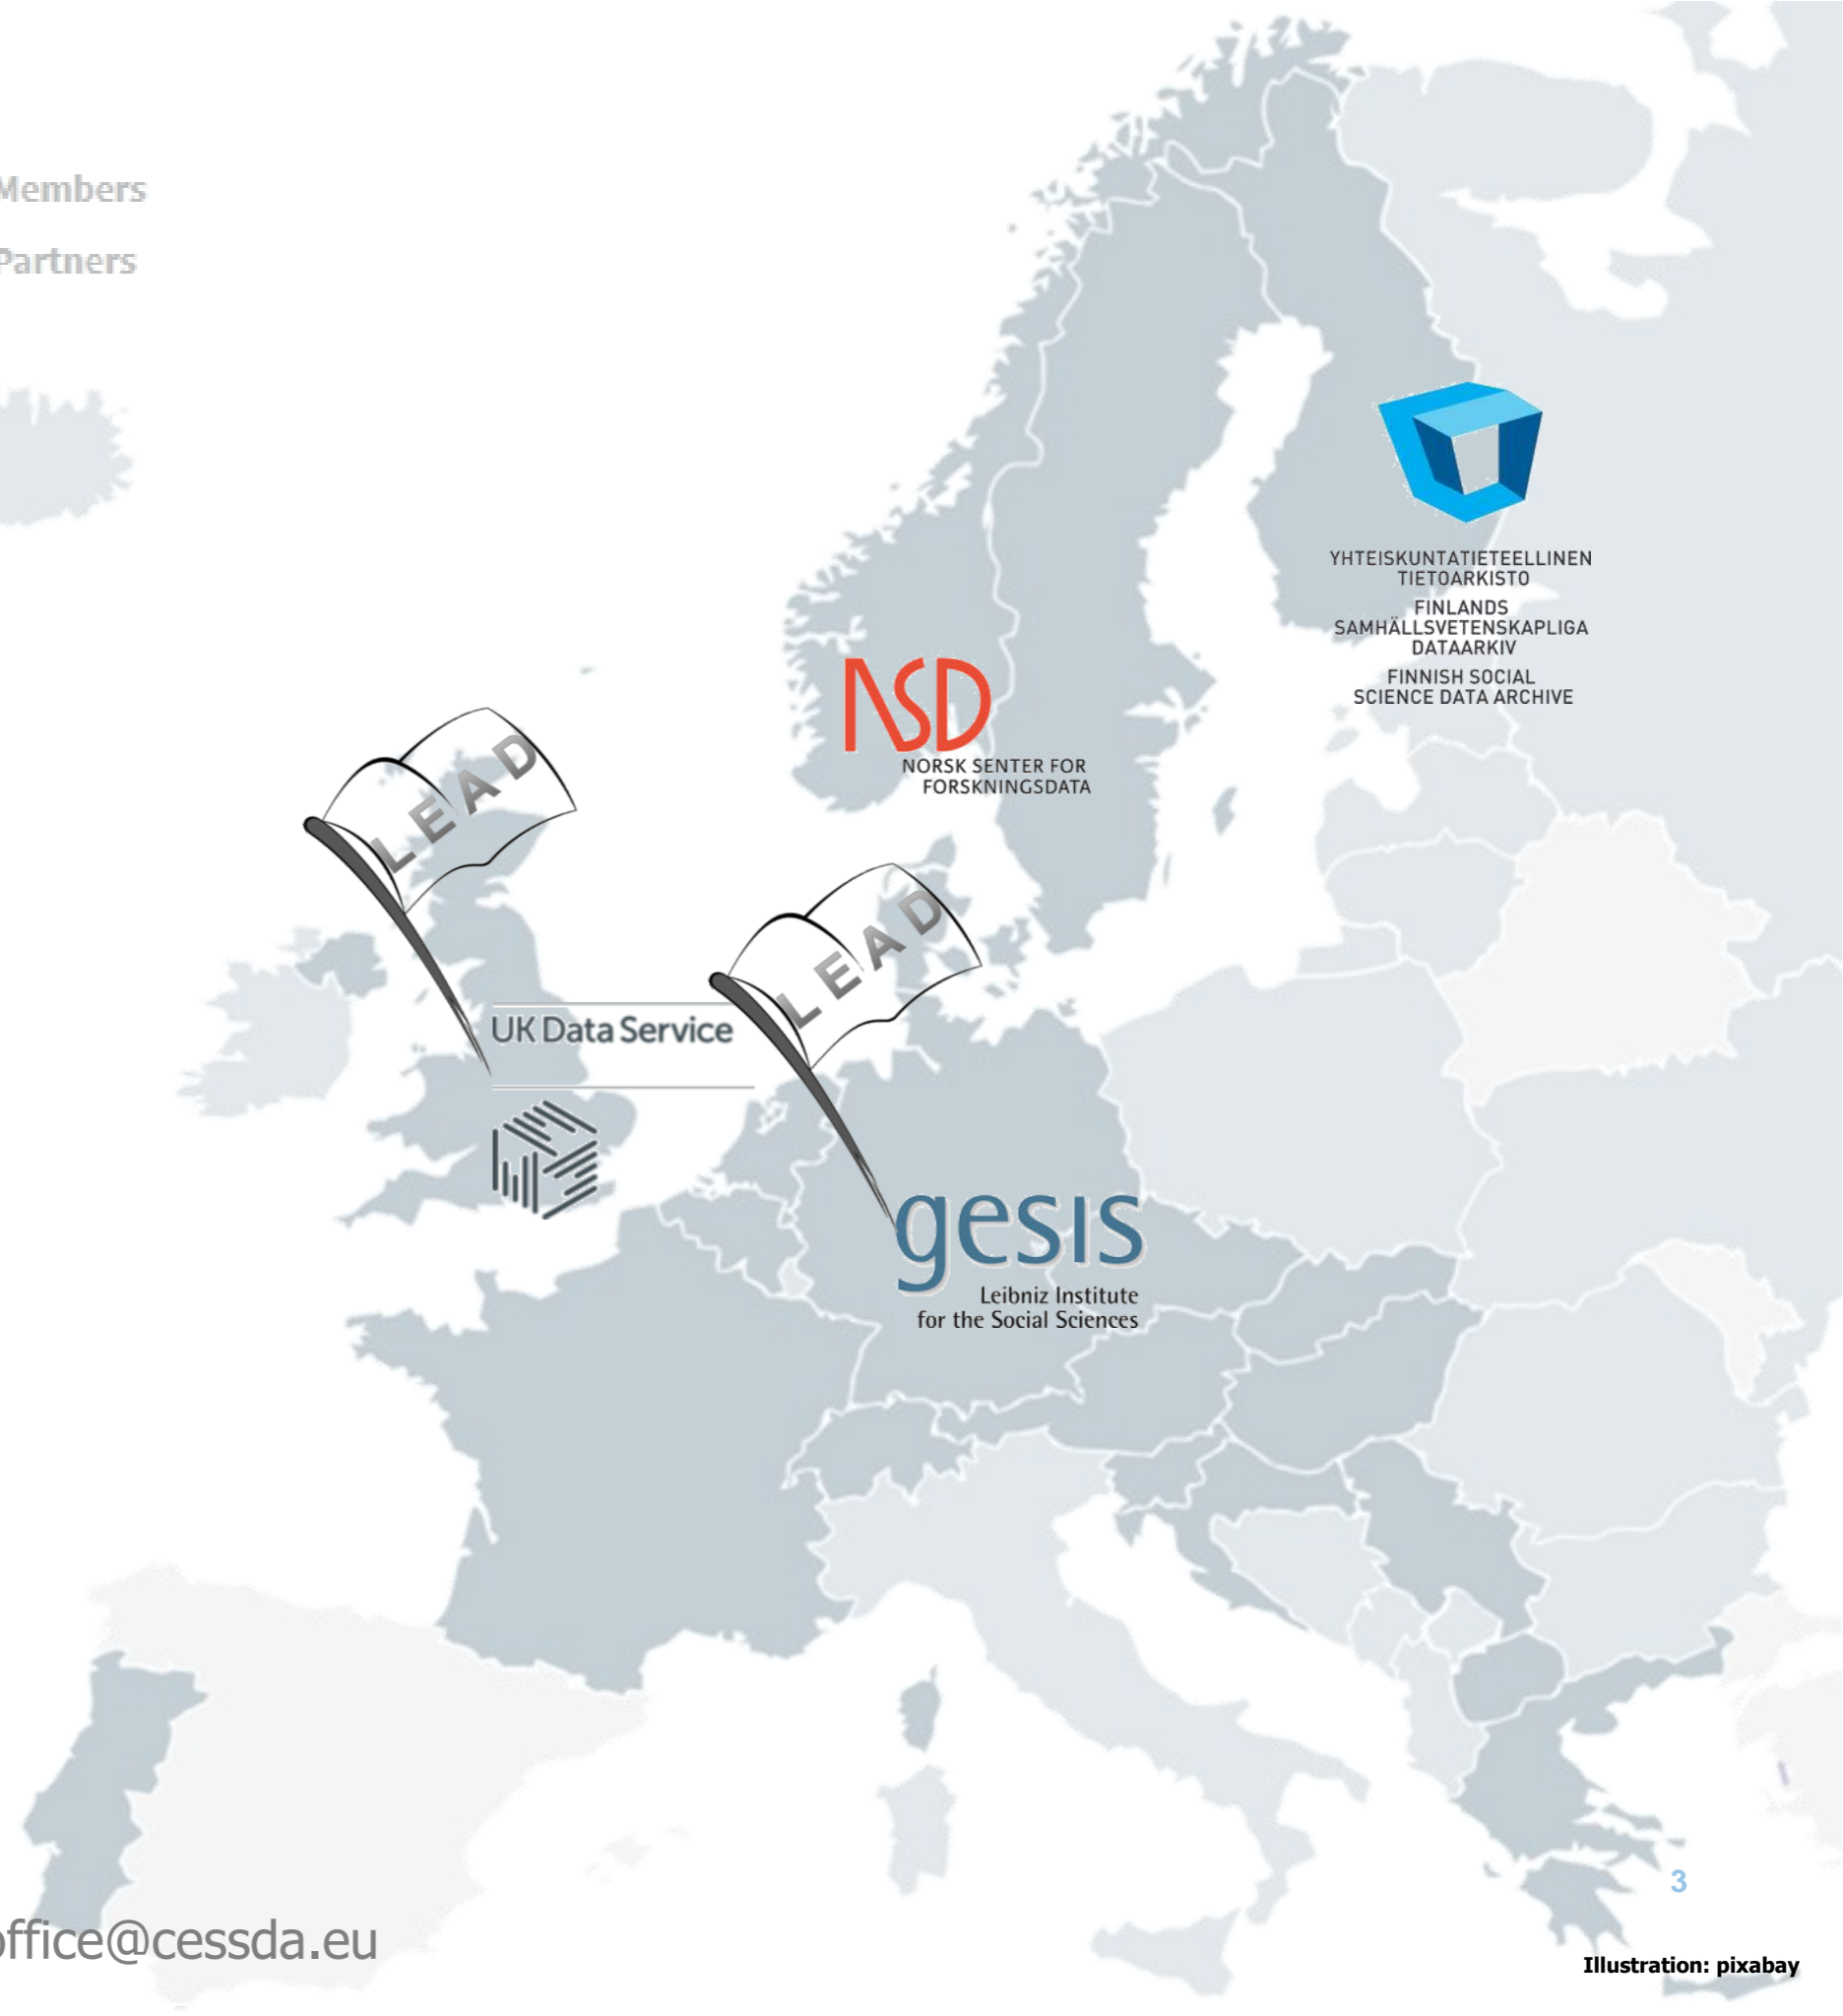 Members
Partners
YHTEISKUNTATIETEELLINEN
TIETOARKISTO
FINLANDS
SAMHÄLLSVETENSKAPLIGA
DATAARKIV
FINNISH SOCIAL
SCIENCE DATA ARCHIVE
NSD
NORSK SENTER FOR
FORSKNINGSDATA
LEAD
LEAD
UK Data Service
gesis
Leibniz Institute
for the Social Sciences
3
office@cessda.eu
Illustration: pixabay